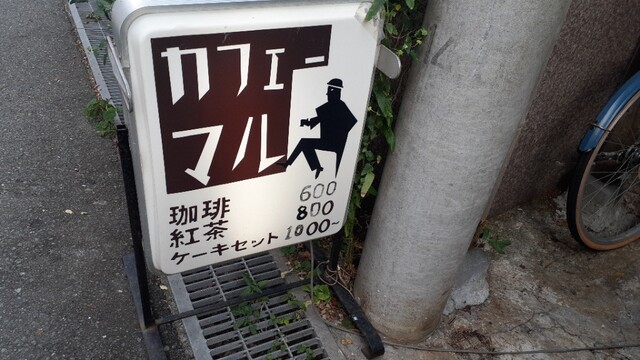 カフェー
マル
珈琲 600
紅茶 800
ケーキセット 1000~